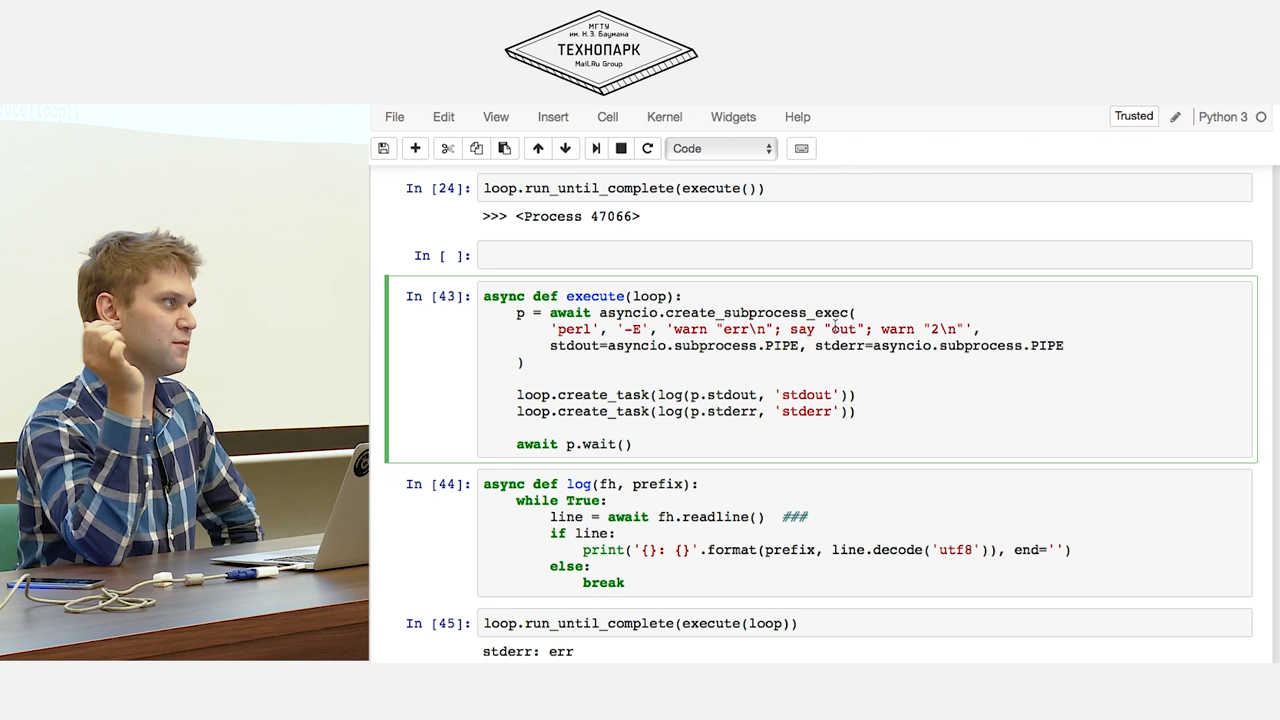 МГТУ
им. Н.Э. Баумана
ТЕХНОПАРК
Mail.Ru Group
File Edit View Insert Cell Kernel Widgets Help Trusted Python 3
Code
In [24]: loop.run_until_complete(execute())
>>> <Process 47066>
In [ ]:
In [43]: async def execute(loop):
p = await asyncio.create_subprocess_exec(
'perl', '-E', 'warn "err\n"; say "out"; warn "2\n"',
stdout=asyncio.subprocess.PIPE, stderr=asyncio.subprocess.PIPE
)
loop.create_task(log(p.stdout, 'stdout'))
loop.create_task(log(p.stderr, 'stderr'))
await p.wait()
In [44]: async def log(fh, prefix):
while True:
line = await fh.readline() ###
if line:
print('{}: {}'.format(prefix, line.decode('utf8')), end='')
else:
break
In [45]: loop.run_until_complete(execute(loop))
stderr: err